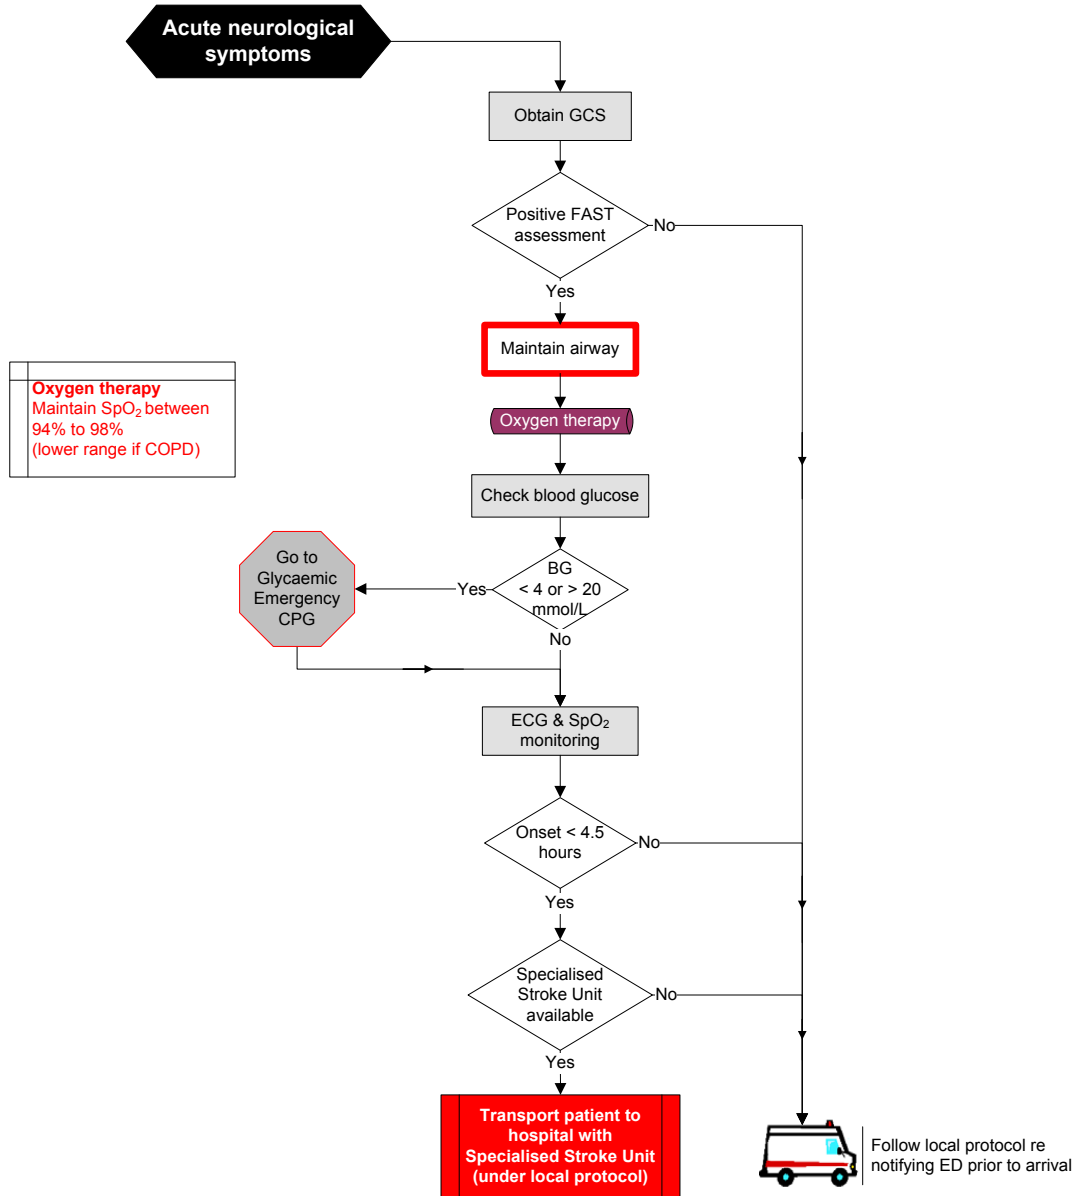 Acute neurological
symptoms
Obtain GCS
Positive FAST
assessment
No
Yes
Maintain airway
Oxygen therapy
Maintain SpO₂ between
94% to 98%
(lower range if COPD)
Oxygen therapy
Check blood glucose
Go to
Glycaemic
Emergency
CPG
Yes
BG
< 4 or > 20
mmol/L
No
ECG & SpO₂
monitoring
Onset < 4.5
hours
No
Yes
Specialised
Stroke Unit
available
No
Yes
Transport patient to
hospital with
Specialised Stroke Unit
(under local protocol)
Follow local protocol re
notifying ED prior to arrival